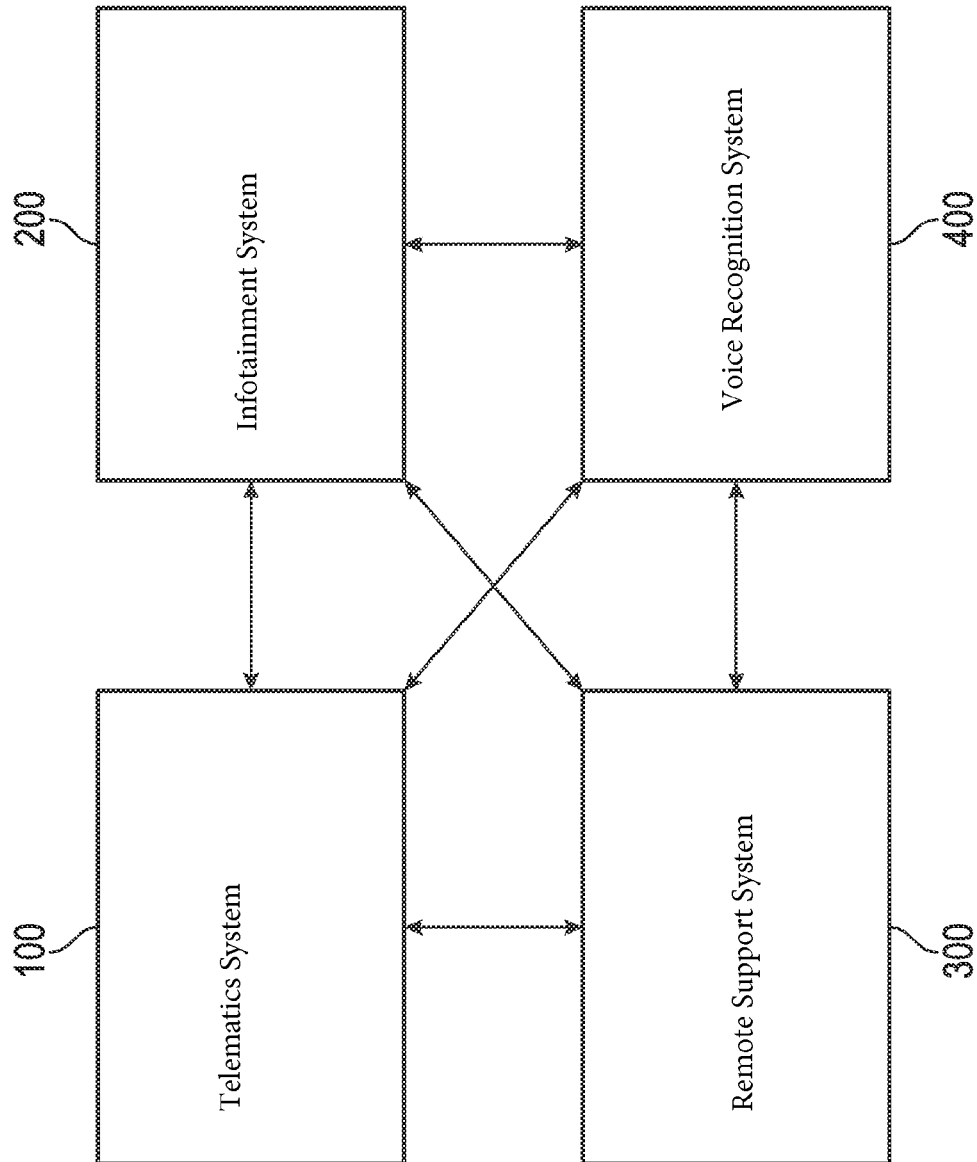 100
Telematics System
200
Infotainment System
300
Remote Support System
400
Voice Recognition System